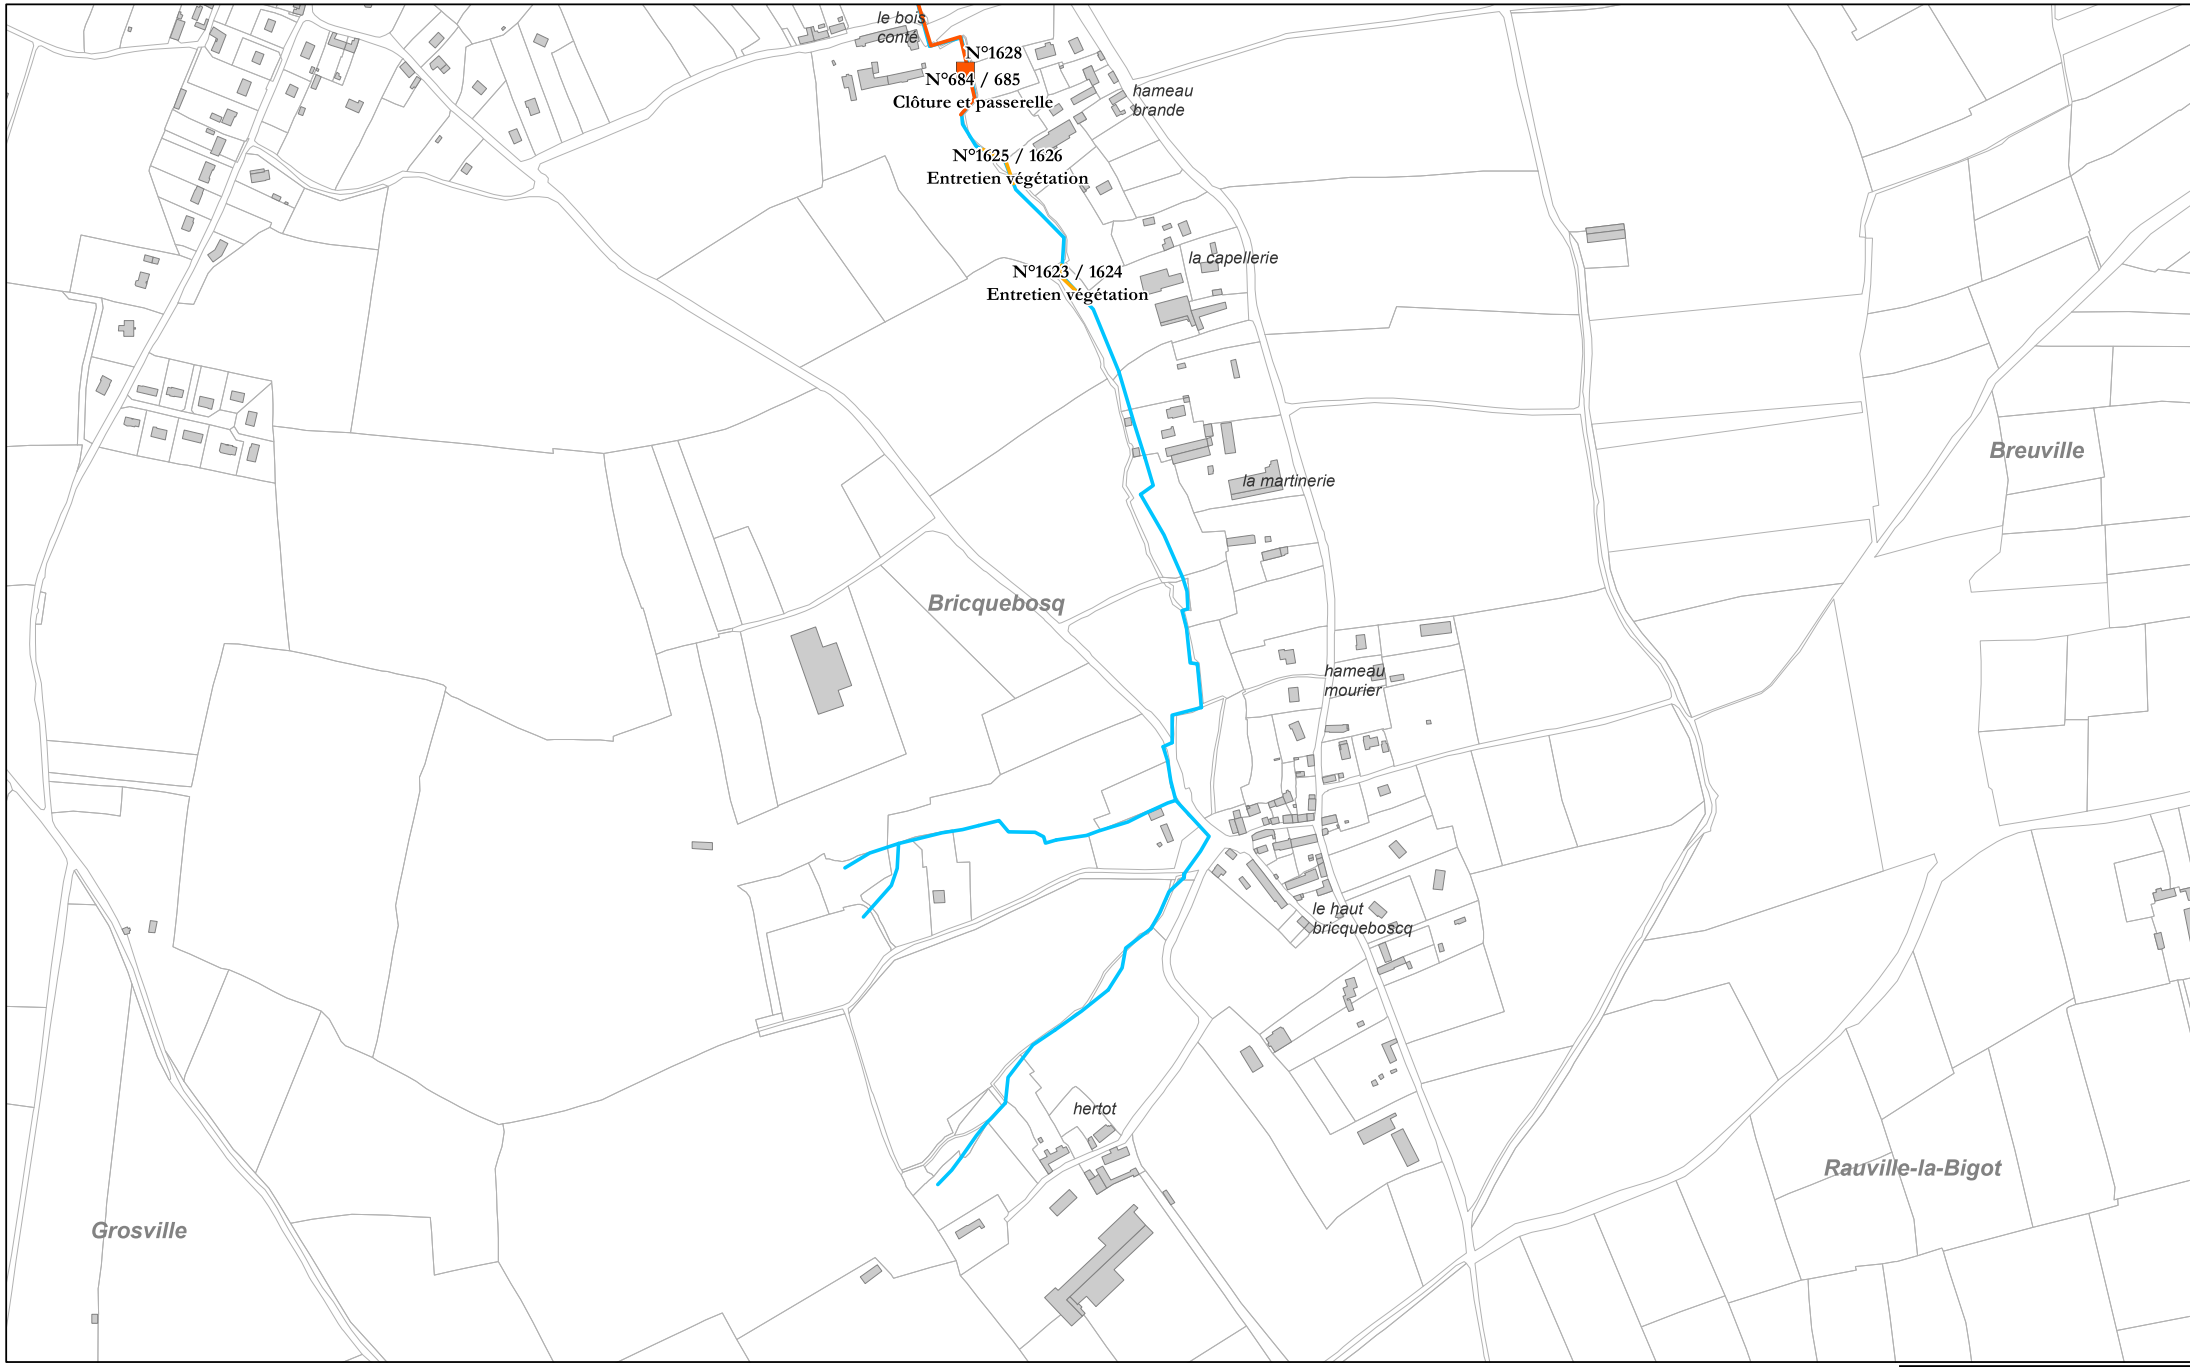 le bois
conté
N°1628
N°684 / 685
Clôture et passerelle
hameau
brande
N°1625 / 1626
Entretien végétation
la capellerie
N°1623 / 1624
Entretien végétation
Breuville
la martinerie
Bricquebosq
hameau
mourier
le haut
bricqueboscq
hertot
Rauville-la-Bigot
Grosville